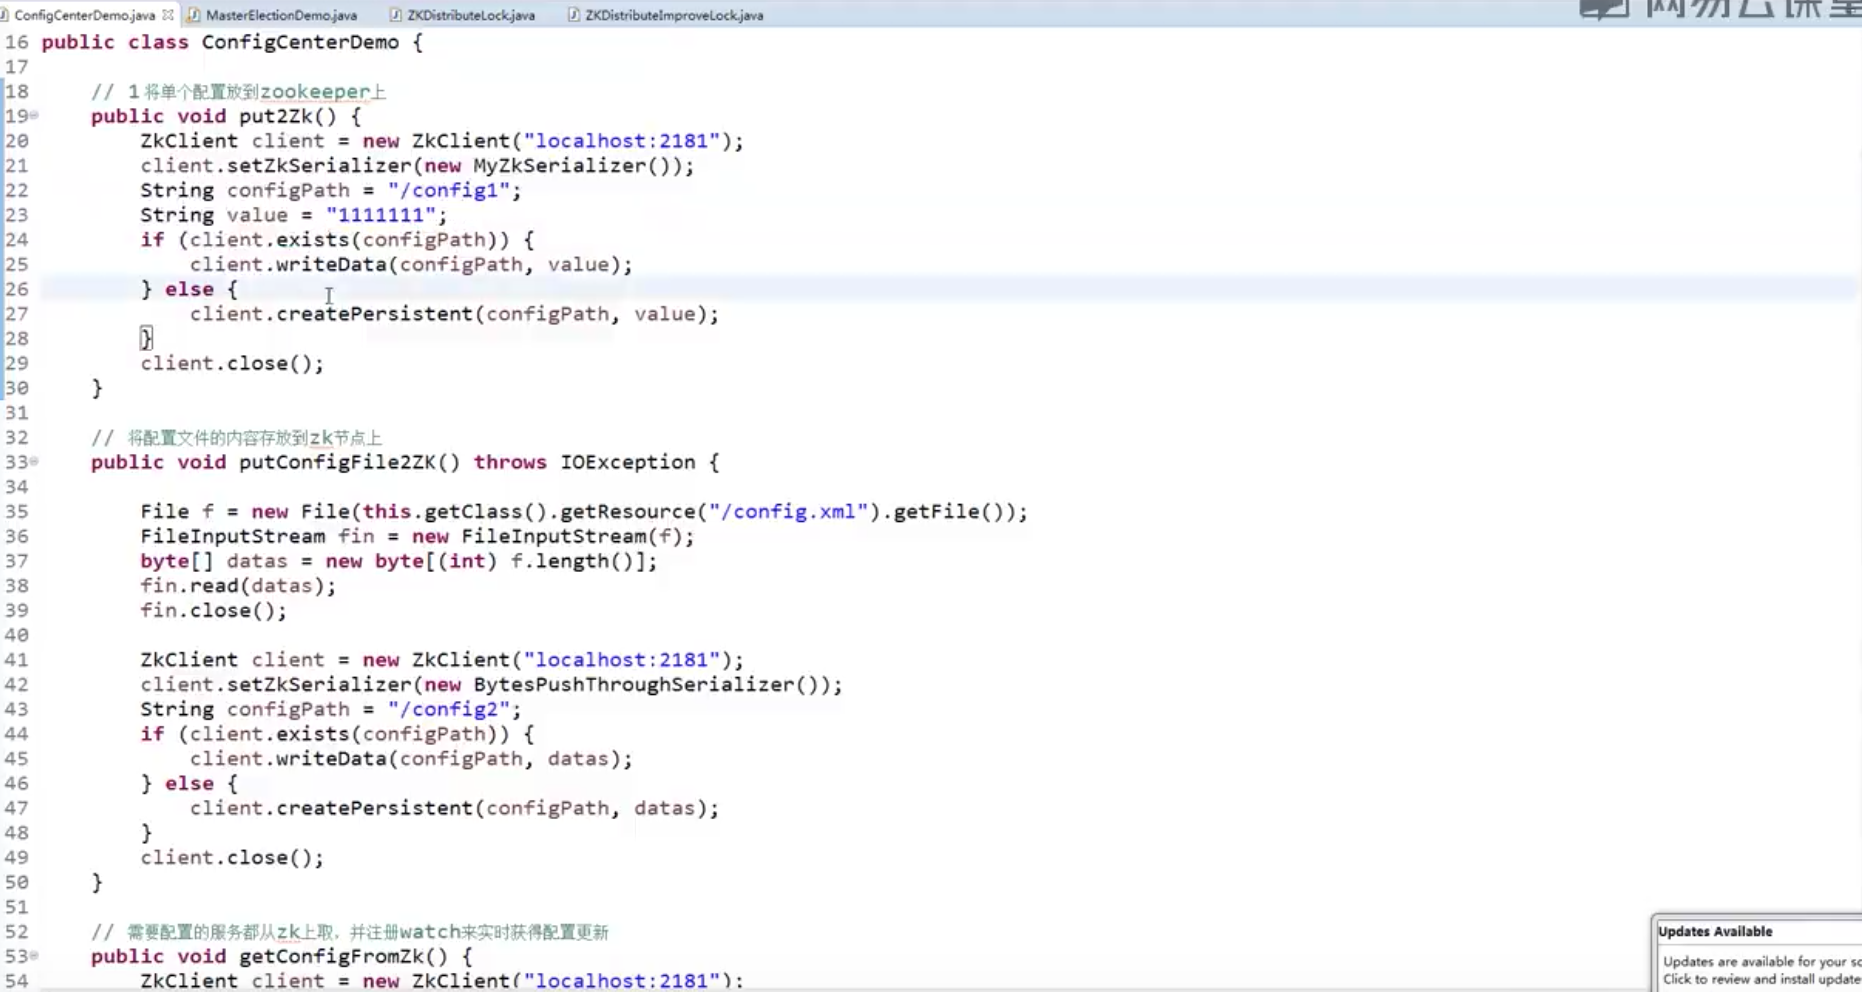 ConfigCenterDemo.java MasterElectionDemo.java ZKDistributeLock.java ZKDistributeImproveLock.java
网易云课堂
16 public class ConfigCenterDemo {
17
18 // 1 将单个配置放到zookeeper上
19 public void put2Zk() {
20 ZkClient client = new ZkClient("localhost:2181");
21 client.setZkSerializer(new MyZkSerializer());
22 String configPath = "/config1";
23 String value = "1111111";
24 if (client.exists(configPath)) {
25 client.writeData(configPath, value);
26 } else {
27 client.createPersistent(configPath, value);
28 }
29 client.close();
30 }
31
32 // 将配置文件的内容存放到zk节点上
33 public void putConfigFile2ZK() throws IOException {
34
35 File f = new File(this.getClass().getResource("/config.xml").getFile());
36 FileInputStream fin = new FileInputStream(f);
37 byte[] datas = new byte[(int) f.length()];
38 fin.read(datas);
39 fin.close();
40
41 ZkClient client = new ZkClient("localhost:2181");
42 client.setZkSerializer(new BytesPushThroughSerializer());
43 String configPath = "/config2";
44 if (client.exists(configPath)) {
45 client.writeData(configPath, datas);
46 } else {
47 client.createPersistent(configPath, datas);
48 }
49 client.close();
50 }
51
52 // 需要配置的服务都从zk上取，并注册watch来实时获得配置更新
53 public void getConfigFromZk() {
54 ZkClient client = new ZkClient("localhost:2181");
Updates Available
Updates are available for your so
Click to review and install update